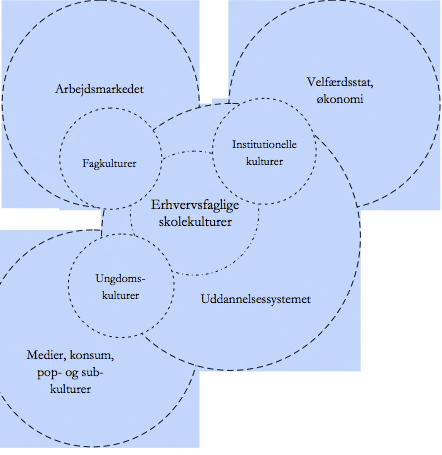 Arbejdsmarkedet
Velfærdsstat,
økonomi
Fagkulturer
Institutionelle
kulturer
Erhvervsfaglige
skolekulturer
Ungdoms-
kulturer
Uddannelsessystemet
Medier, konsum,
pop- og sub-
kulturer